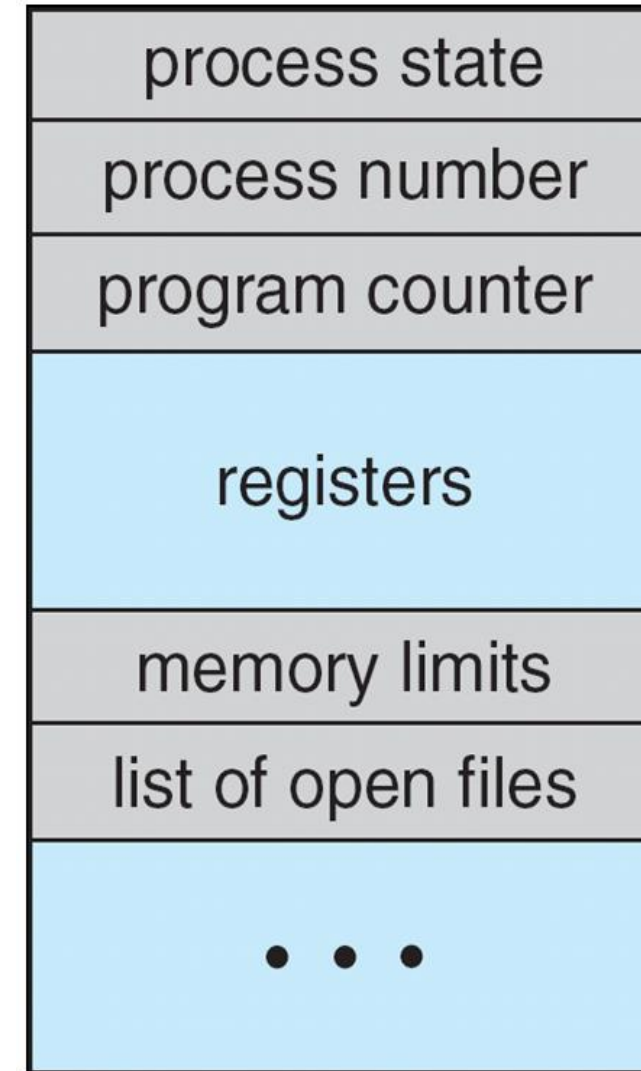 process state
process number
program counter
registers
memory limits
list of open files
• • •